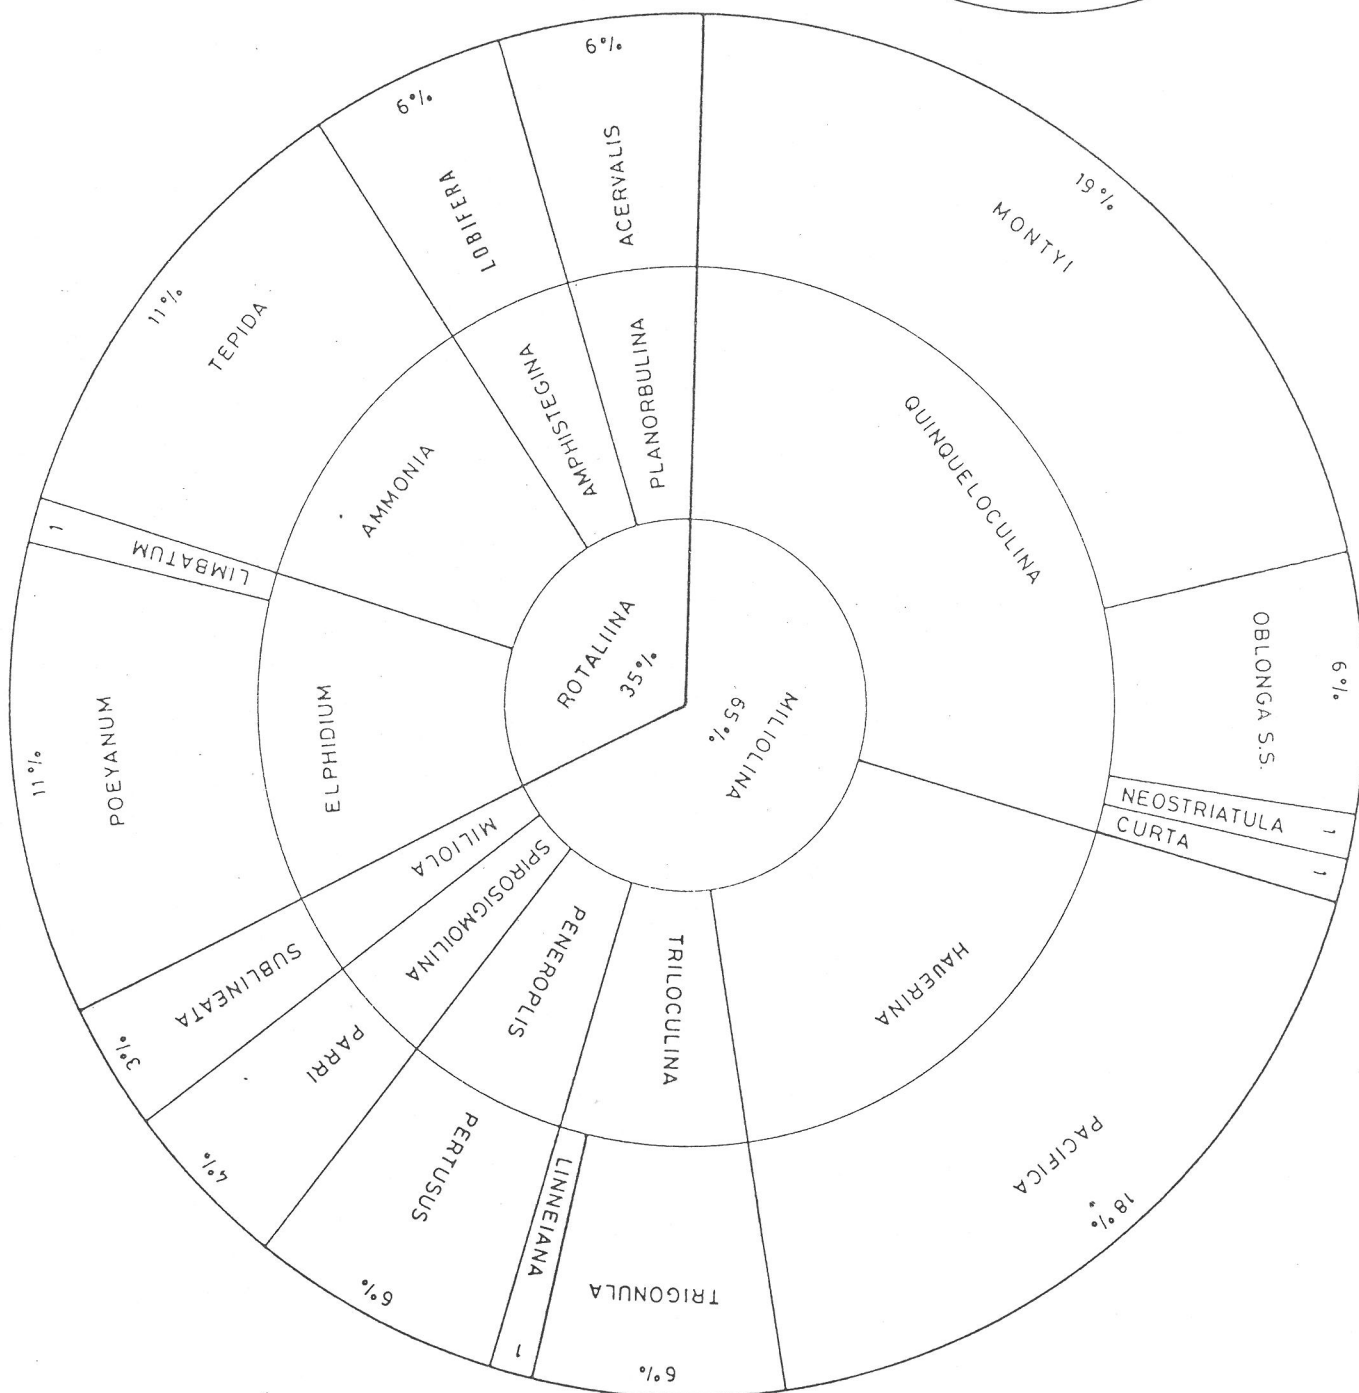 MILIOLINA
65%
ROTALIINA
35%
QUINQUELOCULINA
HAUERINA
TRILOCULINA
PENEROPLIS
SPIROSIGMOILINA
MILIOLA
ELPHIDIUM
AMMONIA
AMPHISTEGINA
PLANORBULINA
MONTYI
19%
OBLONGA S.S.
6%
NEOSTRIATULA
1
CURTA
1
PACIFICA
18%
TRIGONULA
6%
LINNEIANA
1
PERTUSUS
6%
PARRI
4%
SUBLINEATA
3%
POEYANUM
11%
LIMBATUM
1
TEPIDA
11%
LOBIFERA
6%
ACERVALIS
6%